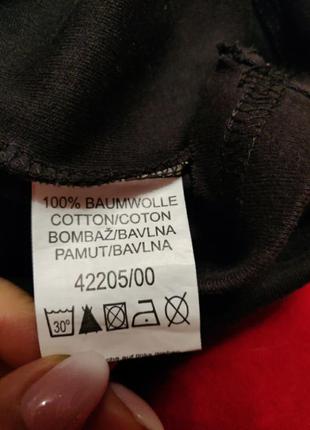 100% BAUMWOLLE
COTTON/COTON
BOMBAŽ/BAVLNA
PAMUT/BAVLNA
42205/00
30°